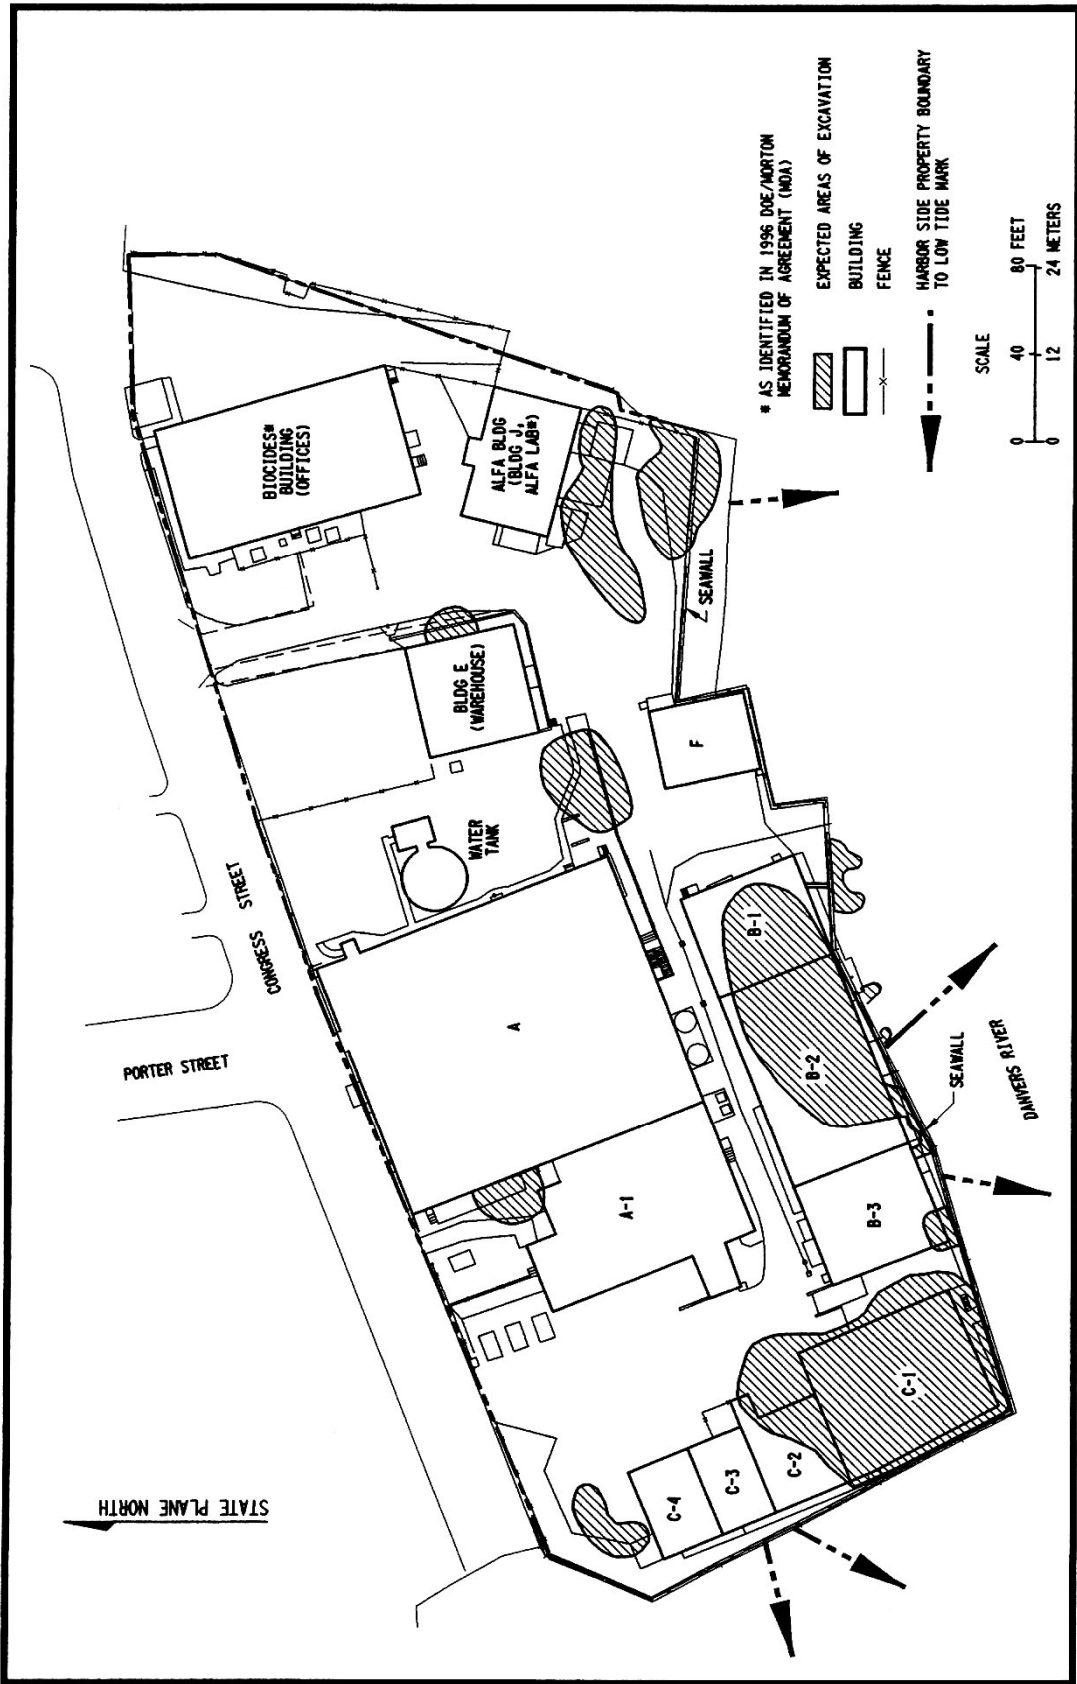 STATE PLANE NORTH
PORTER STREET
CONGRESS STREET
BIOCIDES*
BUILDING
(OFFICES)
ALFA BLDG
(BLDG J,
ALFA LAB*)
BLDG E
(WAREHOUSE)
WATER
TANK
A
A-1
F
SEAWALL
B-1
B-2
B-3
C-1
C-2
C-3
C-4
SEAWALL
DANVERS RIVER
* AS IDENTIFIED IN 1996 DOE/MORTON
MEMORANDUM OF AGREEMENT (MOA)
EXPECTED AREAS OF EXCAVATION
BUILDING
FENCE
HARBOR SIDE PROPERTY BOUNDARY
TO LOW TIDE MARK
SCALE
0 40 80 FEET
0 12 24 METERS